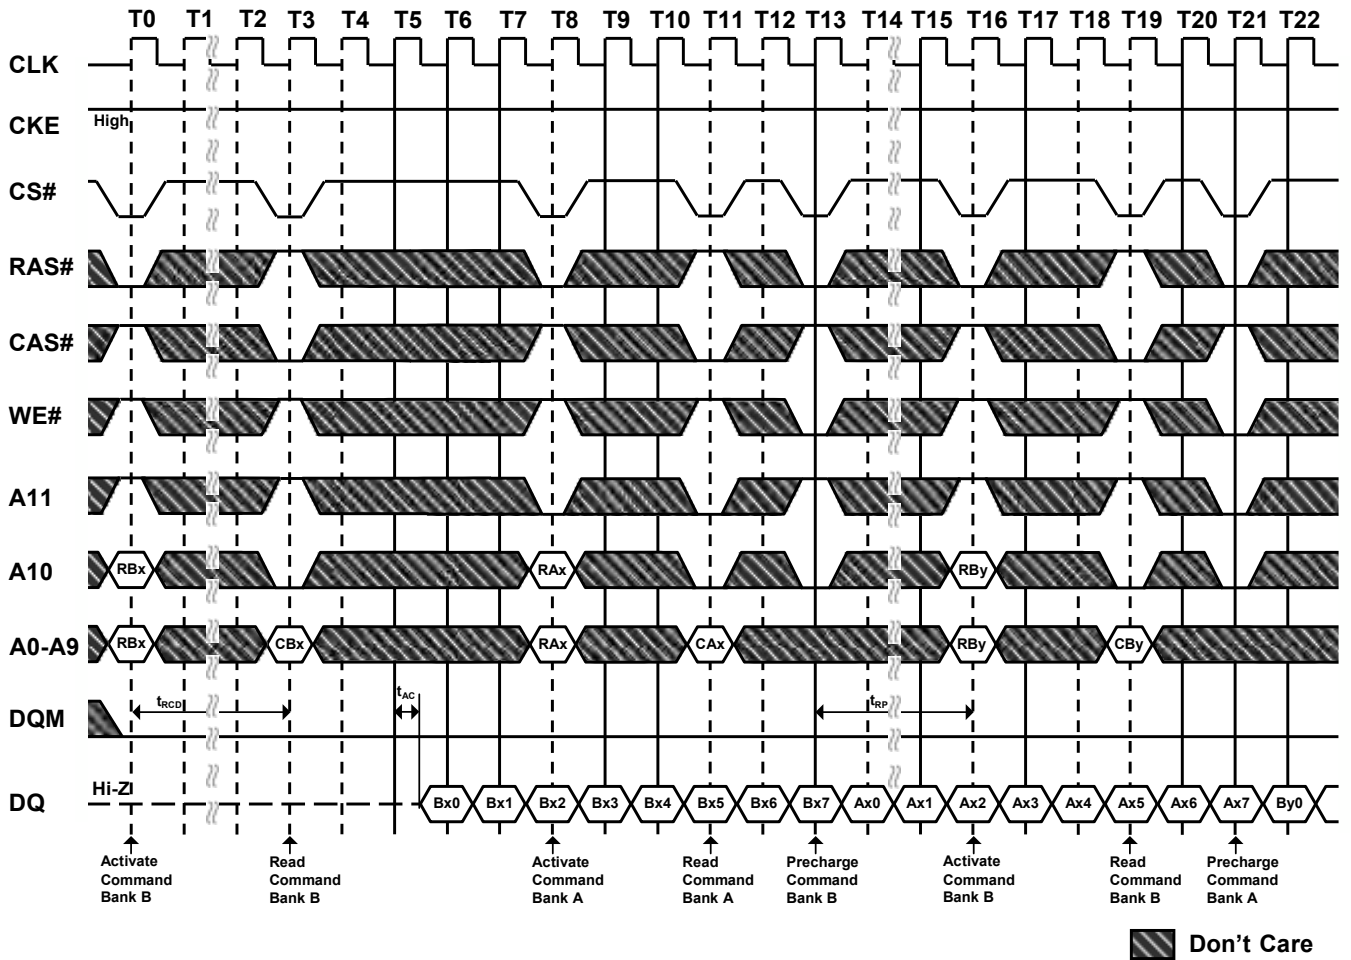 T0 T1 T2 T3 T4 T5 T6 T7 T8 T9 T10 T11 T12 T13 T14 T15 T16 T17 T18 T19 T20 T21 T22
CLK
CKE High
CS#
RAS#
CAS#
WE#
A11
A10 RBx RAx RBy
A0-A9 RBx CBx RAx CAx RBy CBy
DQM tRCD tAC tRP
DQ Hi-Z Bx0 Bx1 Bx2 Bx3 Bx4 Bx5 Bx6 Bx7 Ax0 Ax1 Ax2 Ax3 Ax4 Ax5 Ax6 Ax7 By0
Activate
Command
Bank B
Read
Command
Bank B
Activate
Command
Bank A
Read
Command
Bank A
Precharge
Command
Bank B
Activate
Command
Bank B
Read
Command
Bank B
Precharge
Command
Bank A
Don't Care